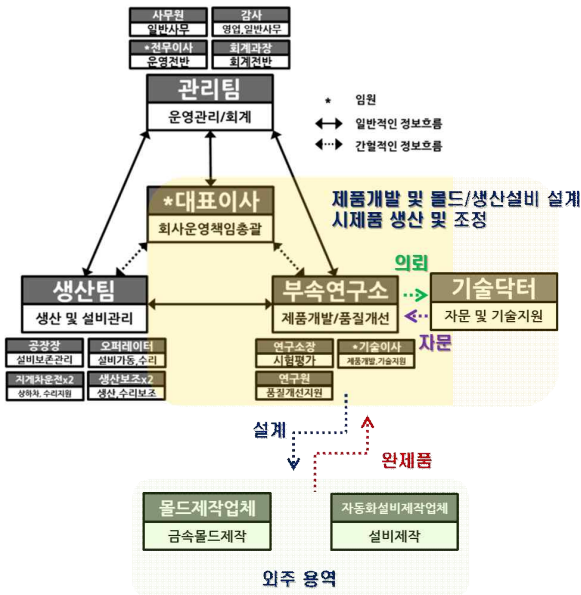 사무원
일반사무
감사
영업,일반사무
*전무이사
운영전반
회계과장
회계전반
관리팀
운영관리/회계
* 임원
일반적인 정보흐름
간헐적인 정보흐름
*대표이사
회사운영책임총괄
제품개발 및 몰드/생산설비 설계
시제품 생산 및 조정
생산팀
생산 및 설비관리
부속연구소
제품개발/품질개선
의뢰
자문
기술닥터
자문 및 기술지원
공장장
설비보존관리
오퍼레이터
설비가동,수리
지게차운전x2
상하차, 수리지원
생산보조x2
생산,수리보조
연구소장
시험평가
*기술이사
제품개발,기술지원
연구원
품질개선지원
설계
완제품
몰드제작업체
금속몰드제작
자동화설비제작업체
설비제작
외주 용역